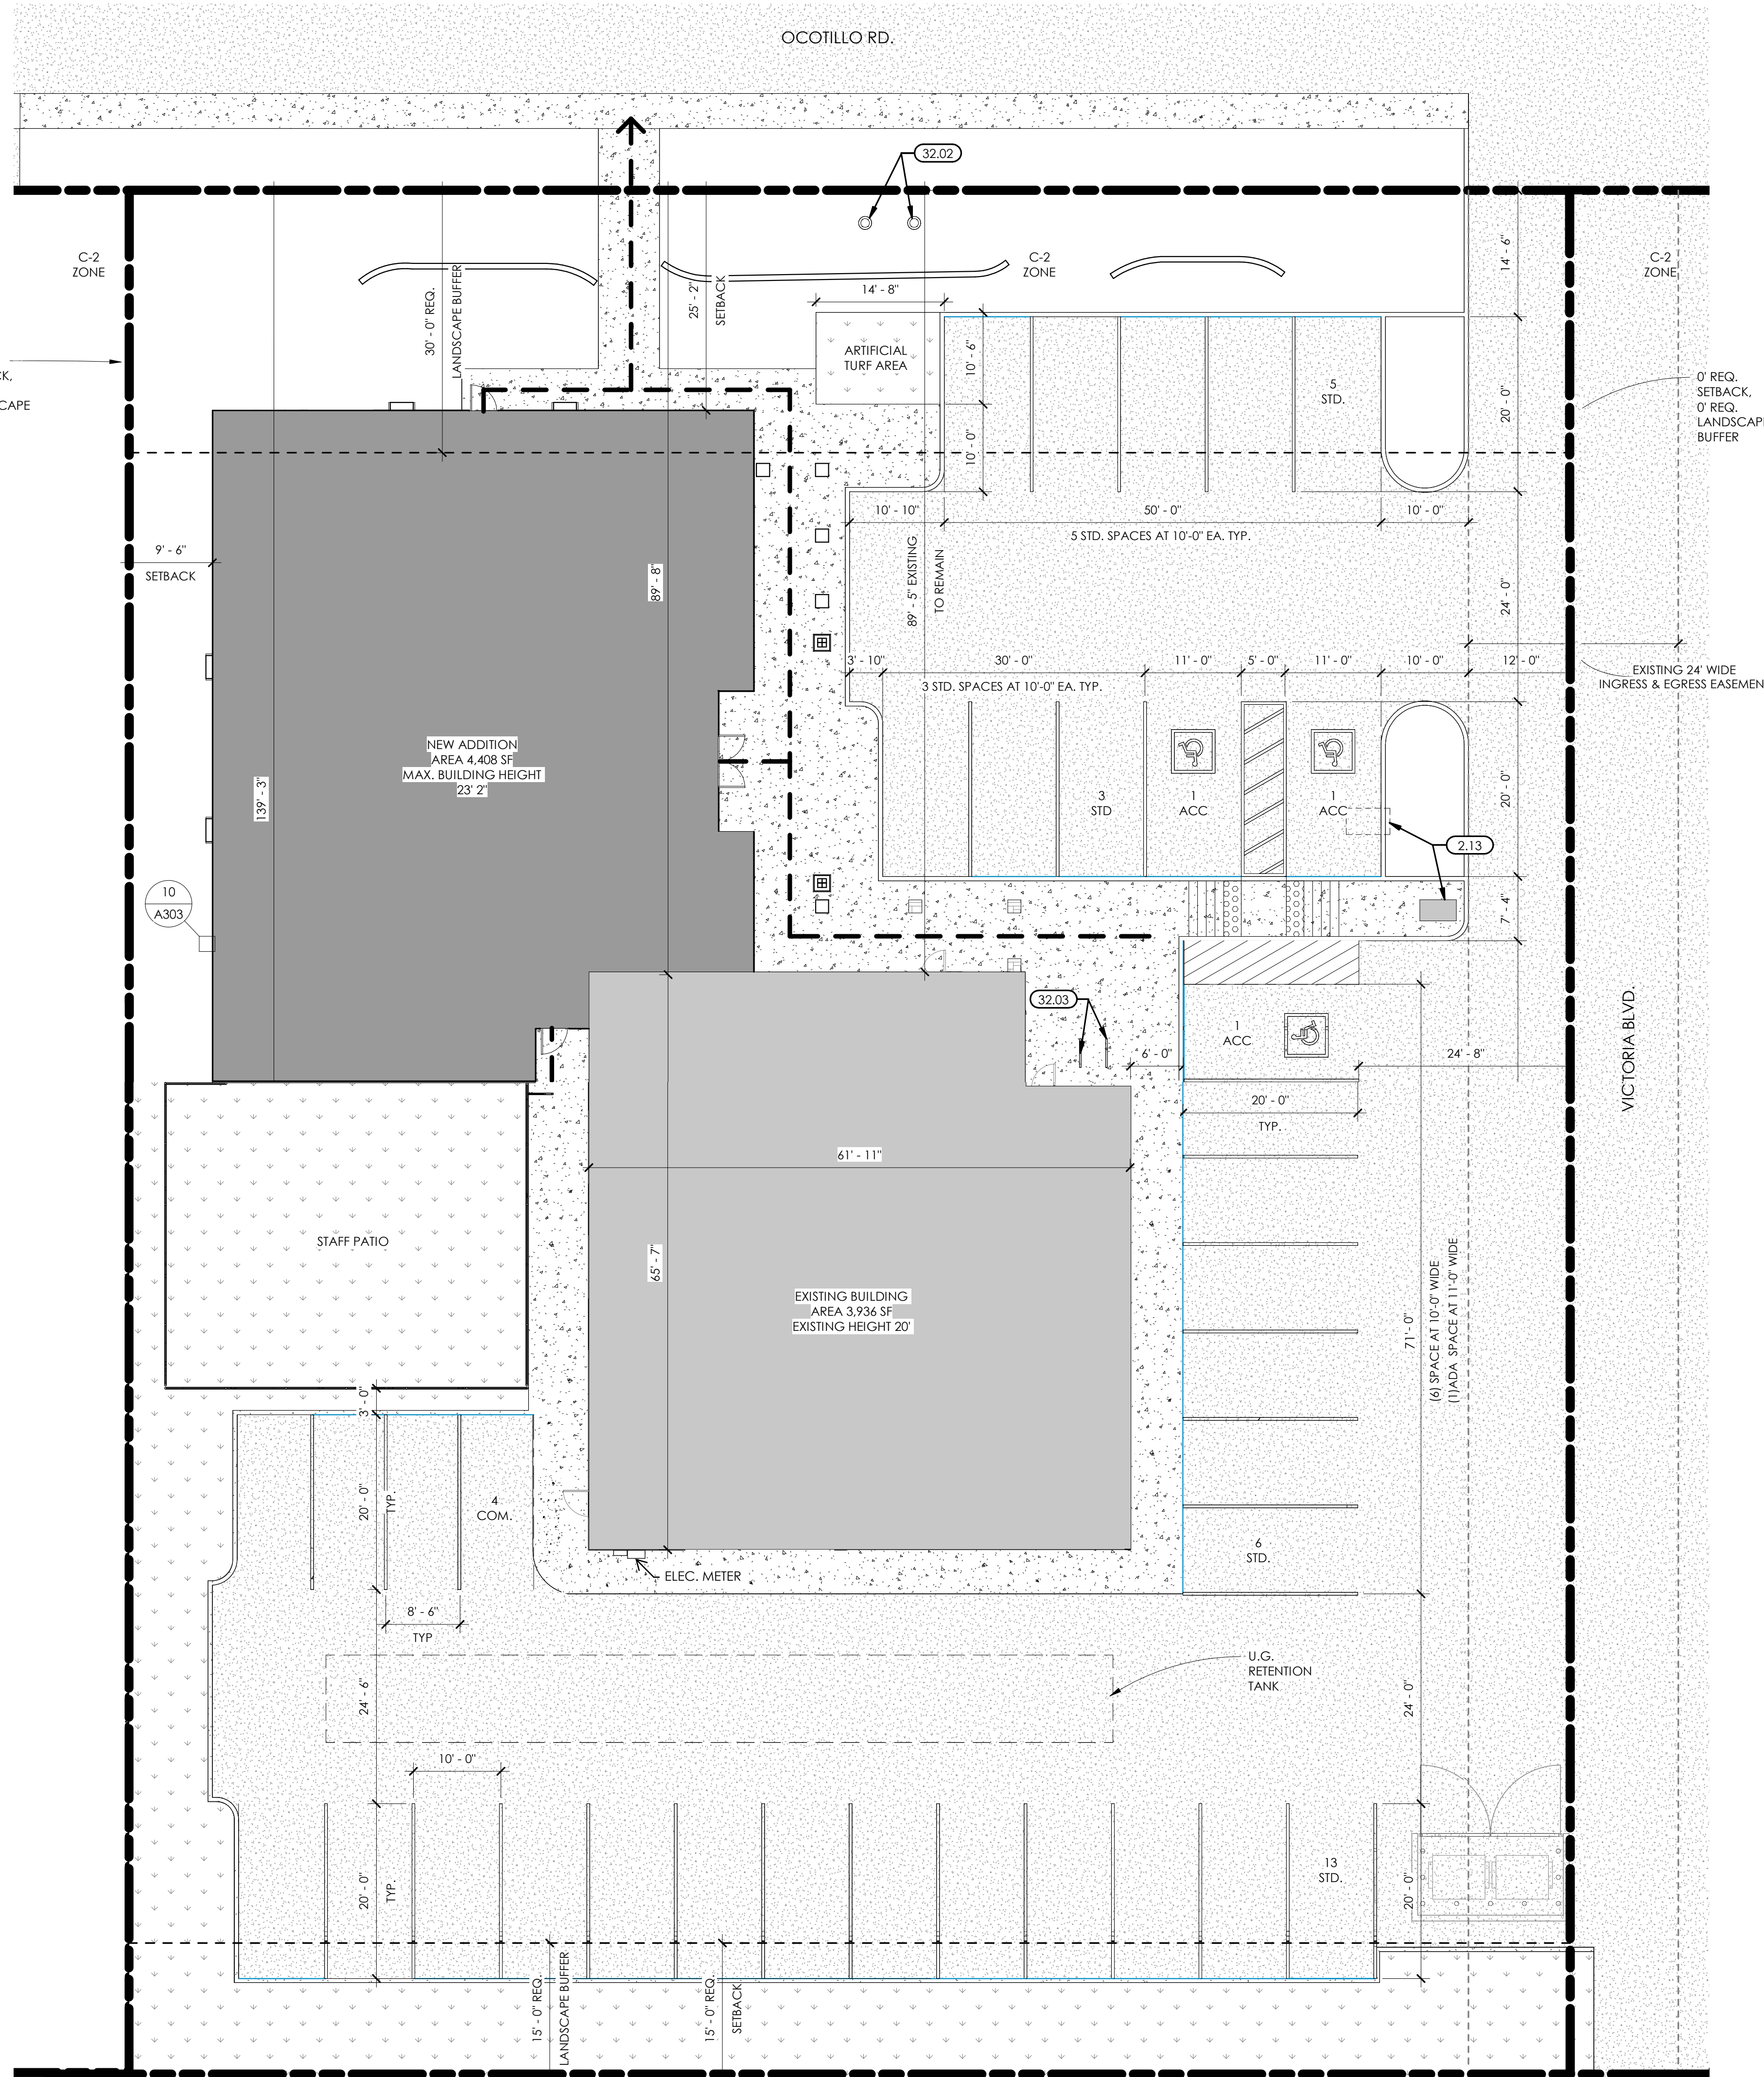 OCOTILLO RD.
32.02
C-2
ZONE
C-2
ZONE
C-2
ZONE
30' - 0" REQ.
LANDSCAPE BUFFER
25' - 2"
SETBACK
14' - 6"
14' - 8"
ARTIFICIAL
TURF AREA
10' - 6"
10' - 0"
5
STD.
20' - 0"
CK,
CAPE
0' REQ.
SETBACK,
0' REQ.
LANDSCAPE
BUFFER
10' - 10"
50' - 0"
10' - 0"
5 STD. SPACES AT 10'-0" EA. TYP.
9' - 6"
SETBACK
89' - 8"
89' - 5" EXISTING
TO REMAIN
24' - 0"
3' - 10"
30' - 0"
11' - 0"
5' - 0"
11' - 0"
10' - 0"
12' - 0"
3 STD. SPACES AT 10'-0" EA. TYP.
EXISTING 24' WIDE
INGRESS & EGRESS EASEMEN
NEW ADDITION
AREA 4,408 SF
MAX. BUILDING HEIGHT
23' 2"
139' - 3"
3
STD
1
ACC
1
ACC
20' - 0"
2.13
10
A303
7' - 4"
32.03
1
ACC
6' - 0"
24' - 8"
VICTORIA BLVD.
20' - 0"
TYP.
61' - 11"
STAFF PATIO
65' - 7"
EXISTING BUILDING
AREA 3,936 SF
EXISTING HEIGHT 20'
71' - 0"
(6) SPACE AT 10'-0" WIDE
(1)ADA SPACE AT 11'-0" WIDE
3' - 0"
20' - 0"
TYP.
4
COM.
6
STD.
ELEC. METER
8' - 6"
TYP
U.G.
RETENTION
TANK
24' - 6"
24' - 0"
10' - 0"
20' - 0"
TYP.
13
STD.
20' - 0"
15' - 0" REQ.
LANDSCAPE BUFFER
15' - 0" REQ.
SETBACK